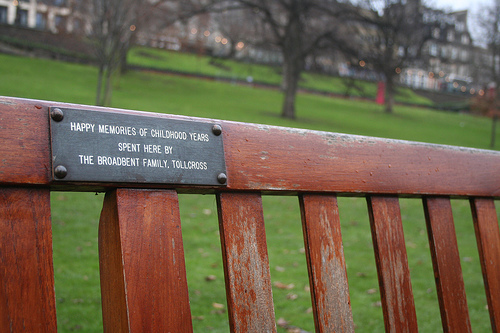 HAPPY MEMORIES OF CHILDHOOD YEARS
SPENT HERE BY
THE BROADBENT FAMILY, TOLLCROSS